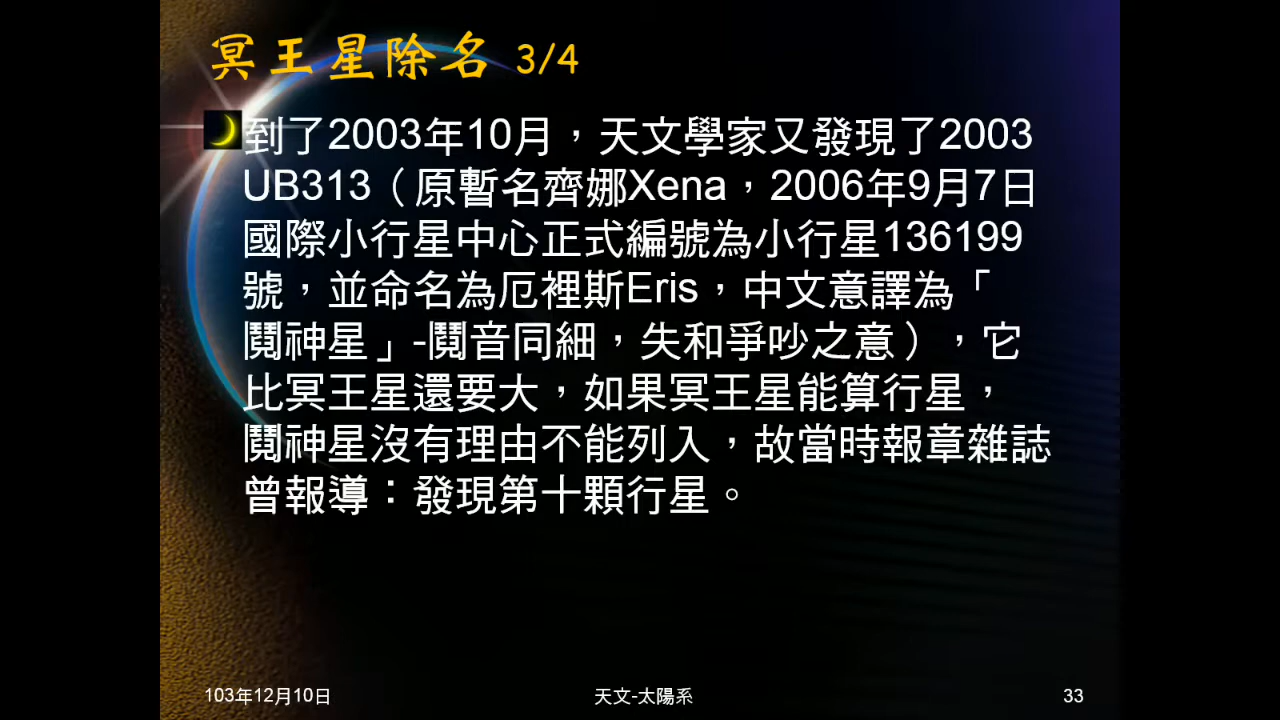 冥王星除名 3/4
到了2003年10月，天文學家又發現了2003
UB313（原暫名齊娜Xena，2006年9月7日
國際小行星中心正式編號為小行星136199
號，並命名為厄裡斯Eris，中文意譯為「
鬩神星」-鬩音同細，失和爭吵之意），它
比冥王星還要大，如果冥王星能算行星，
鬩神星沒有理由不能列入，故當時報章雜誌
曾報導：發現第十顆行星。
103年12月10日
天文-太陽系
33